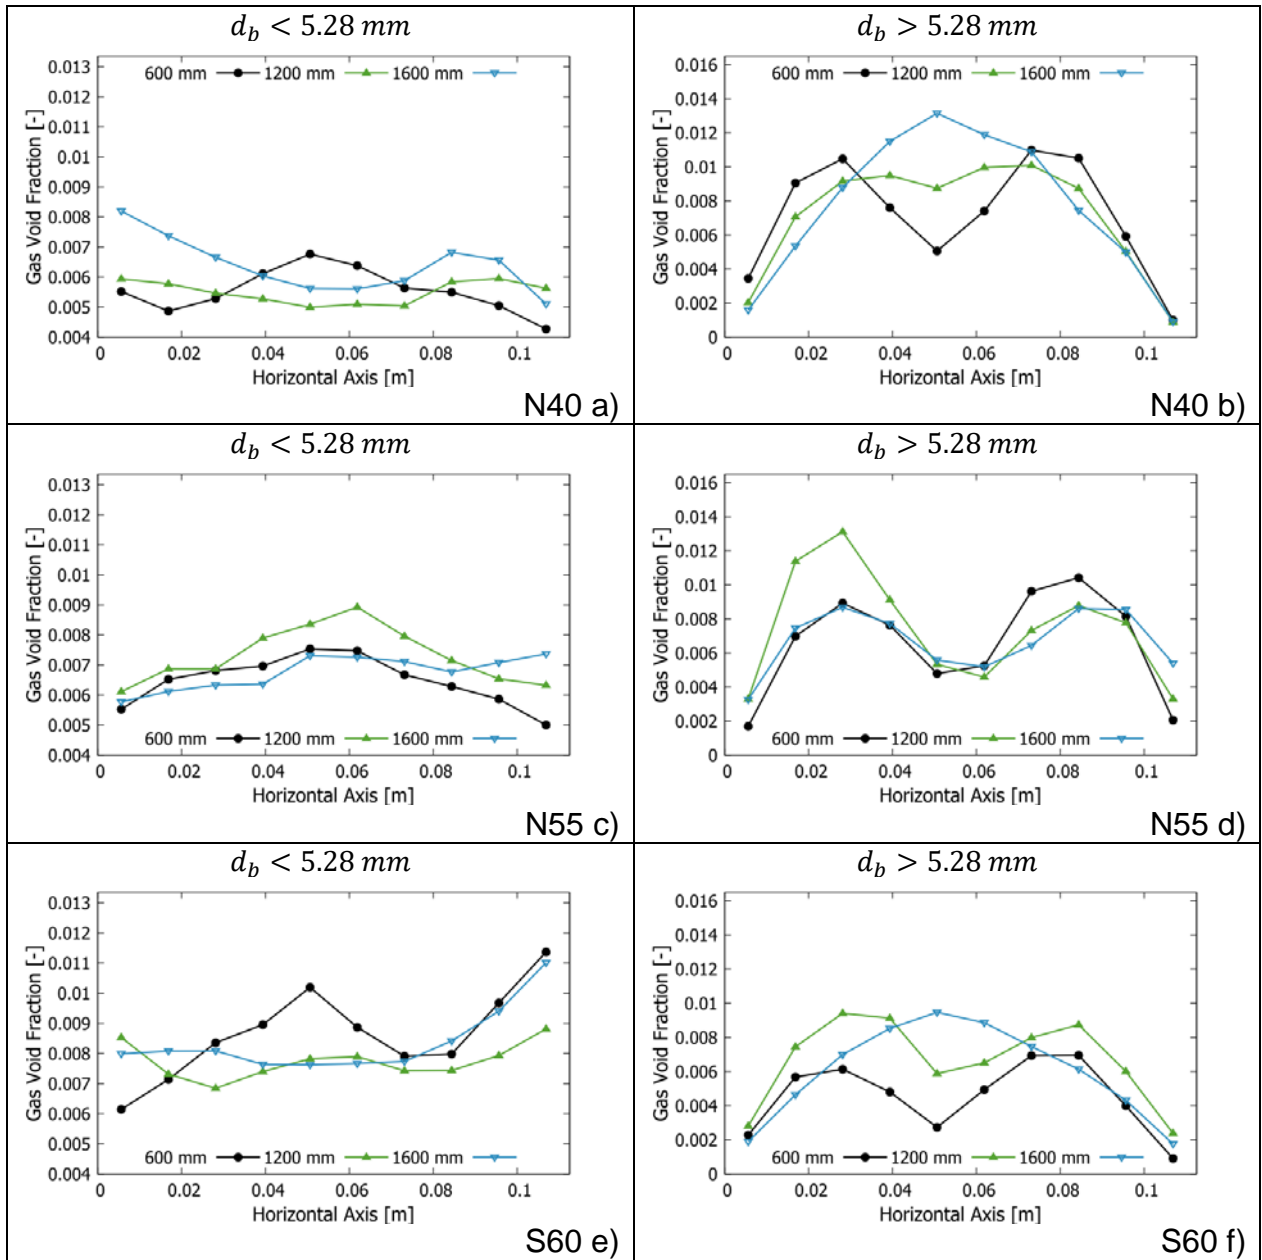 d_b < 5.28 mm
600 mm 1200 mm 1600 mm
0.013
0.012
0.011
0.01
0.009
0.008
0.007
0.006
0.005
0.004
Gas Void Fraction [-]
0 0.02 0.04 0.06 0.08 0.1
Horizontal Axis [m]
N40 a)
d_b > 5.28 mm
600 mm 1200 mm 1600 mm
0.016
0.014
0.012
0.01
0.008
0.006
0.004
0.002
0
Gas Void Fraction [-]
0 0.02 0.04 0.06 0.08 0.1
Horizontal Axis [m]
N40 b)
d_b < 5.28 mm
0.013
0.012
0.011
0.01
0.009
0.008
0.007
0.006
0.005
0.004
Gas Void Fraction [-]
600 mm 1200 mm 1600 mm
0 0.02 0.04 0.06 0.08 0.1
Horizontal Axis [m]
N55 c)
d_b > 5.28 mm
0.016
0.014
0.012
0.01
0.008
0.006
0.004
0.002
0
Gas Void Fraction [-]
600 mm 1200 mm 1600 mm
0 0.02 0.04 0.06 0.08 0.1
Horizontal Axis [m]
N55 d)
d_b < 5.28 mm
0.013
0.012
0.011
0.01
0.009
0.008
0.007
0.006
0.005
0.004
Gas Void Fraction [-]
600 mm 1200 mm 1600 mm
0 0.02 0.04 0.06 0.08 0.1
Horizontal Axis [m]
S60 e)
d_b > 5.28 mm
0.016
0.014
0.012
0.01
0.008
0.006
0.004
0.002
0
Gas Void Fraction [-]
600 mm 1200 mm 1600 mm
0 0.02 0.04 0.06 0.08 0.1
Horizontal Axis [m]
S60 f)